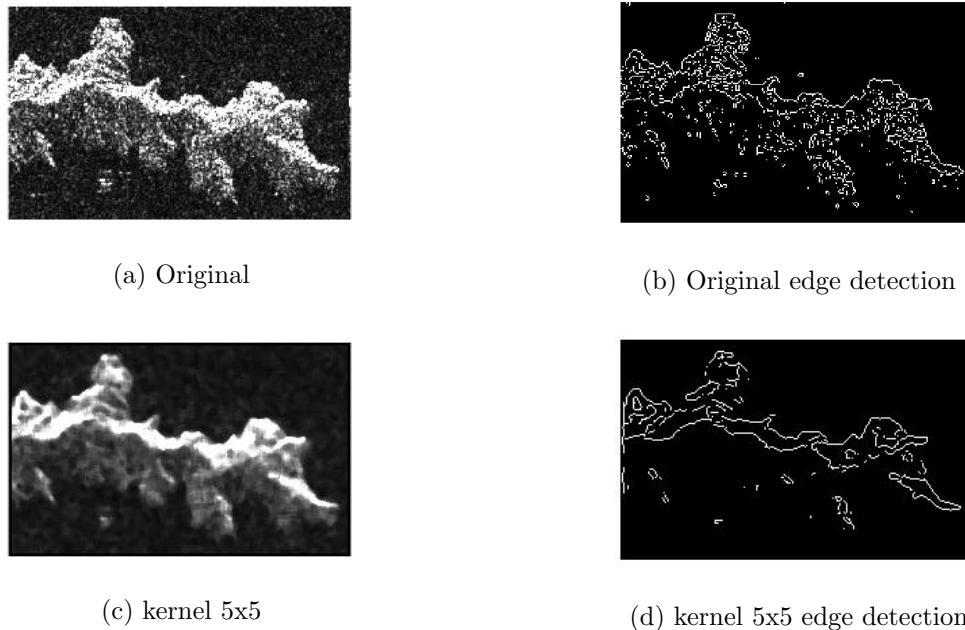 (a) Original
(b) Original edge detection
(c) kernel 5x5
(d) kernel 5x5 edge detection